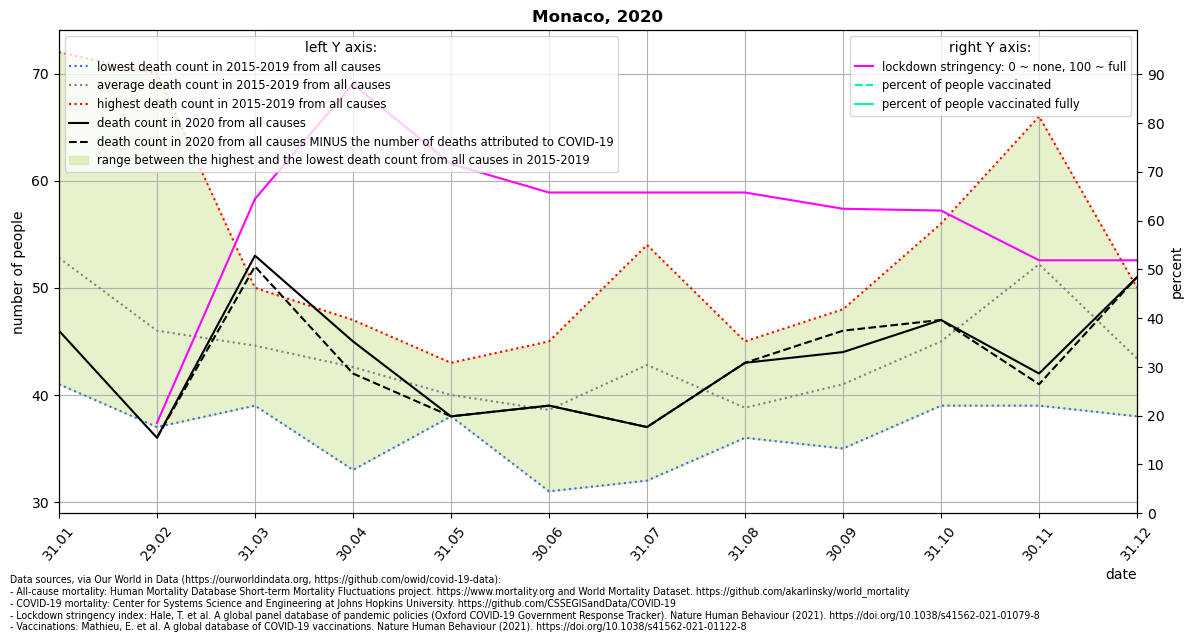 Monaco, 2020
left Y axis:
lowest death count in 2015-2019 from all causes
average death count in 2015-2019 from all causes
highest death count in 2015-2019 from all causes
death count in 2020 from all causes
death count in 2020 from all causes MINUS the number of deaths attributed to COVID-19
range between the highest and the lowest death count from all causes in 2015-2019
right Y axis:
lockdown stringency: 0 ~ none, 100 ~ full
percent of people vaccinated
percent of people vaccinated fully
number of people
70
60
50
40
30
percent
90
80
70
60
50
40
30
20
10
0
31.01
29.02
31.03
30.04
31.05
30.06
31.07
31.08
30.09
31.10
30.11
31.12
date
Data sources, via Our World in Data (https://ourworldindata.org, https://github.com/owid/covid-19-data):
- All-cause mortality: Human Mortality Database Short-term Mortality Fluctuations project. https://www.mortality.org and World Mortality Dataset. https://github.com/akarlinsky/world_mortality
- COVID-19 mortality: Center for Systems Science and Engineering at Johns Hopkins University. https://github.com/CSSEGISandData/COVID-19
- Lockdown stringency index: Hale, T. et al. A global panel database of pandemic policies (Oxford COVID-19 Government Response Tracker). Nature Human Behaviour (2021). https://doi.org/10.1038/s41562-021-01079-8
- Vaccinations: Mathieu, E. et al. A global database of COVID-19 vaccinations. Nature Human Behaviour (2021). https://doi.org/10.1038/s41562-021-01122-8